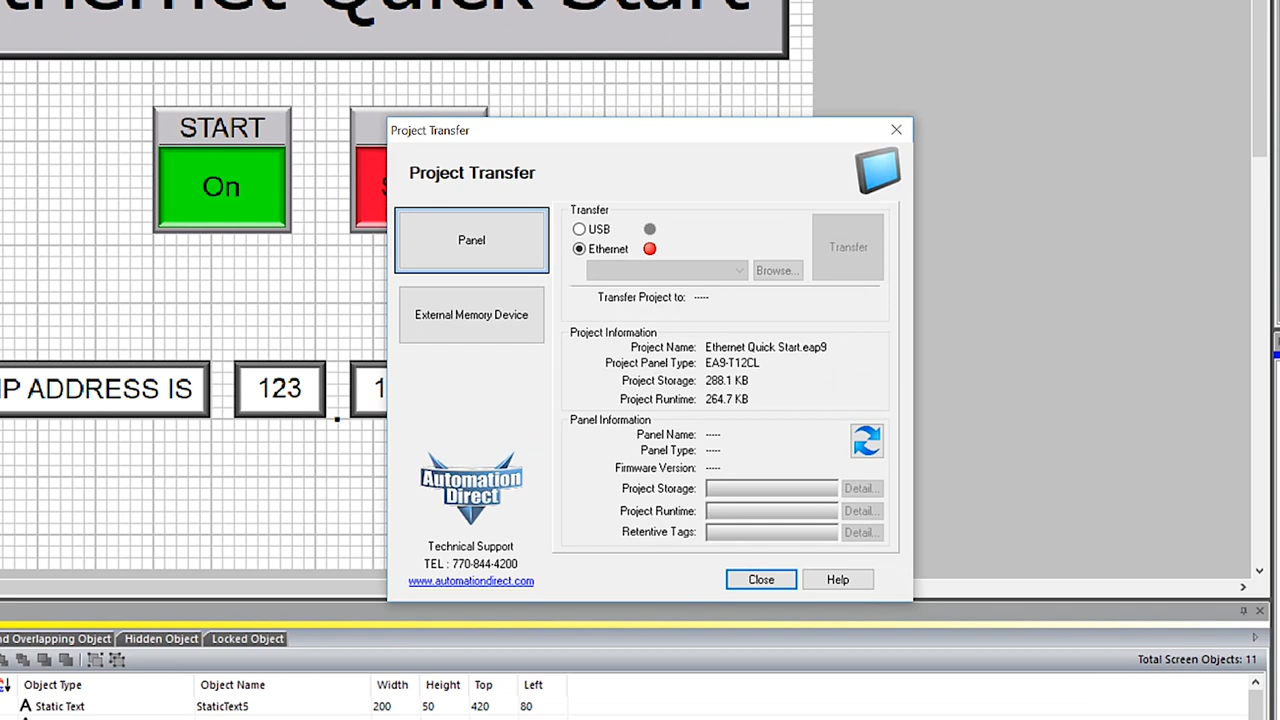 Ethernet Quick Start
START
On
IP ADDRESS IS
123
.
1
Project Transfer
Project Transfer
Panel
External Memory Device
Automation
Direct
Technical Support
TEL : 770-844-4200
www.automationdirect.com
Transfer
USB
Ethernet
Browse...
Transfer
Transfer Project to: -----
Project Information
Project Name: Ethernet Quick Start.eap9
Project Panel Type: EA9-T12CL
Project Storage: 288.1 KB
Project Runtime: 264.7 KB
Panel Information
Panel Name: -----
Panel Type: -----
Firmware Version: -----
Project Storage: Detail...
Project Runtime: Detail...
Retentive Tags: Detail...
Close
Help
nd Overlapping Object
Hidden Object
Locked Object
Total Screen Objects: 11
Object Type Object Name Width Height Top Left
A Static Text StaticText5 200 50 420 80